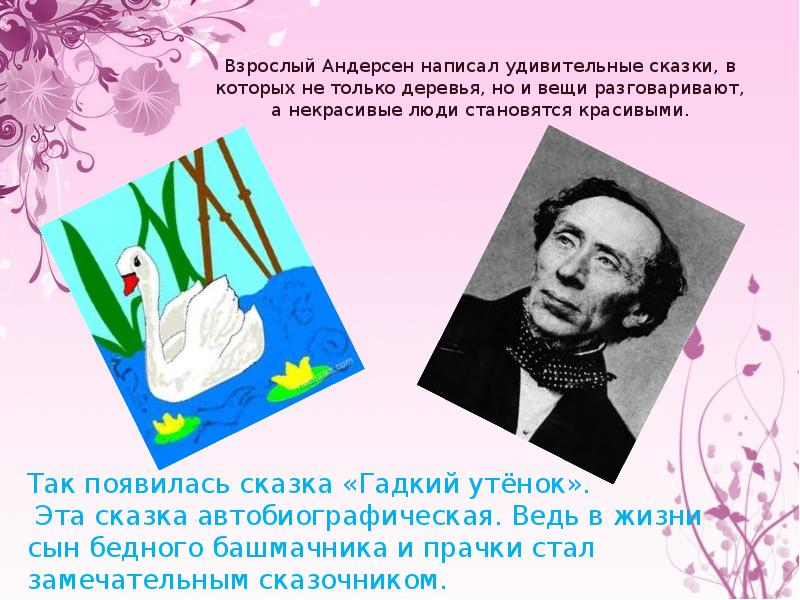 Взрослый Андерсен написал удивительные сказки, в
которых не только деревья, но и вещи разговаривают,
а некрасивые люди становятся красивыми.
Так появилась сказка «Гадкий утёнок».
Эта сказка автобиографическая. Ведь в жизни
сын бедного башмачника и прачки стал
замечательным сказочником.